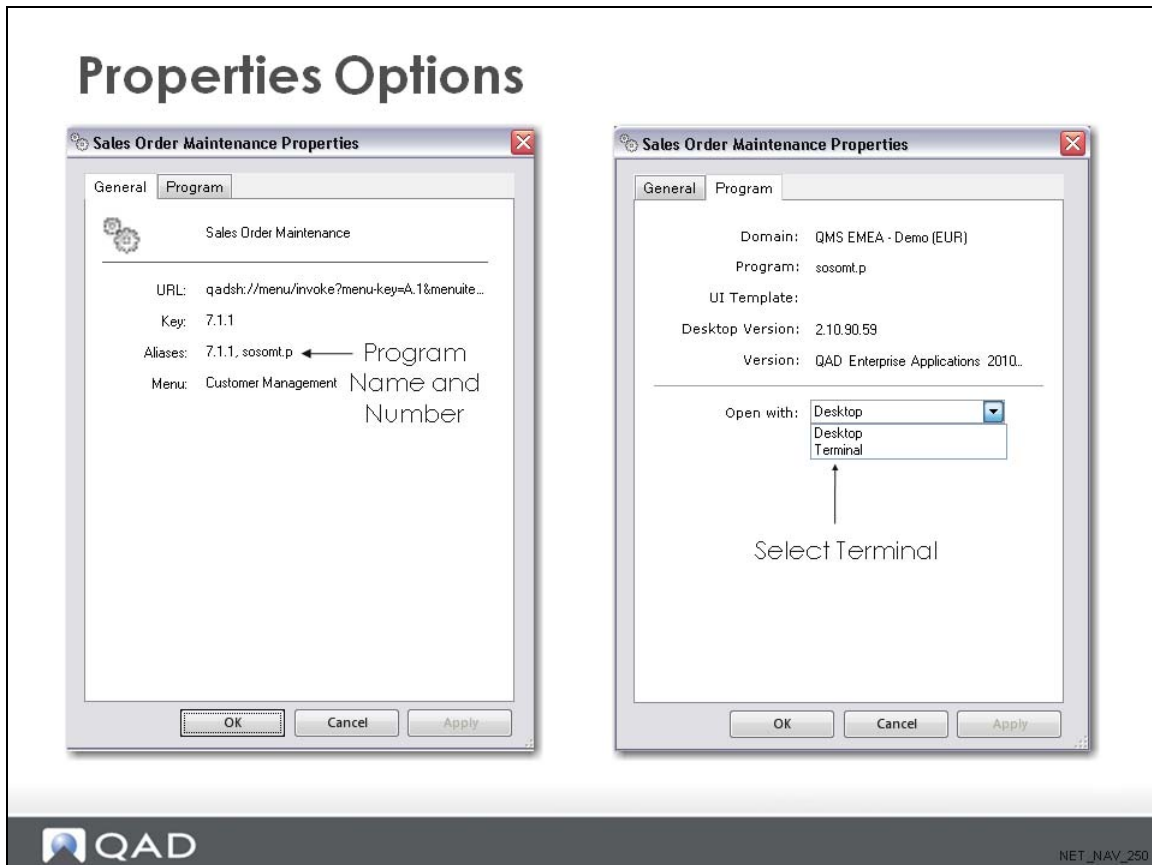 Properties Options
Sales Order Maintenance Properties
General Program
Sales Order Maintenance
URL: qadsh://menu/invoke?menu-key=A.1&menuite...
Key: 7.1.1
Aliases: 7.1.1, sosomt.p
Menu: Customer Management
Program
Name and
Number
OK Cancel Apply
Sales Order Maintenance Properties
General Program
Domain: QMS EMEA - Demo (EUR)
Program: sosomt.p
UI Template:
Desktop Version: 2.10.90.59
Version: QAD Enterprise Applications 2010...
Open with: Desktop
Desktop
Terminal
Select Terminal
OK Cancel Apply
QAD
NET_NAV_250